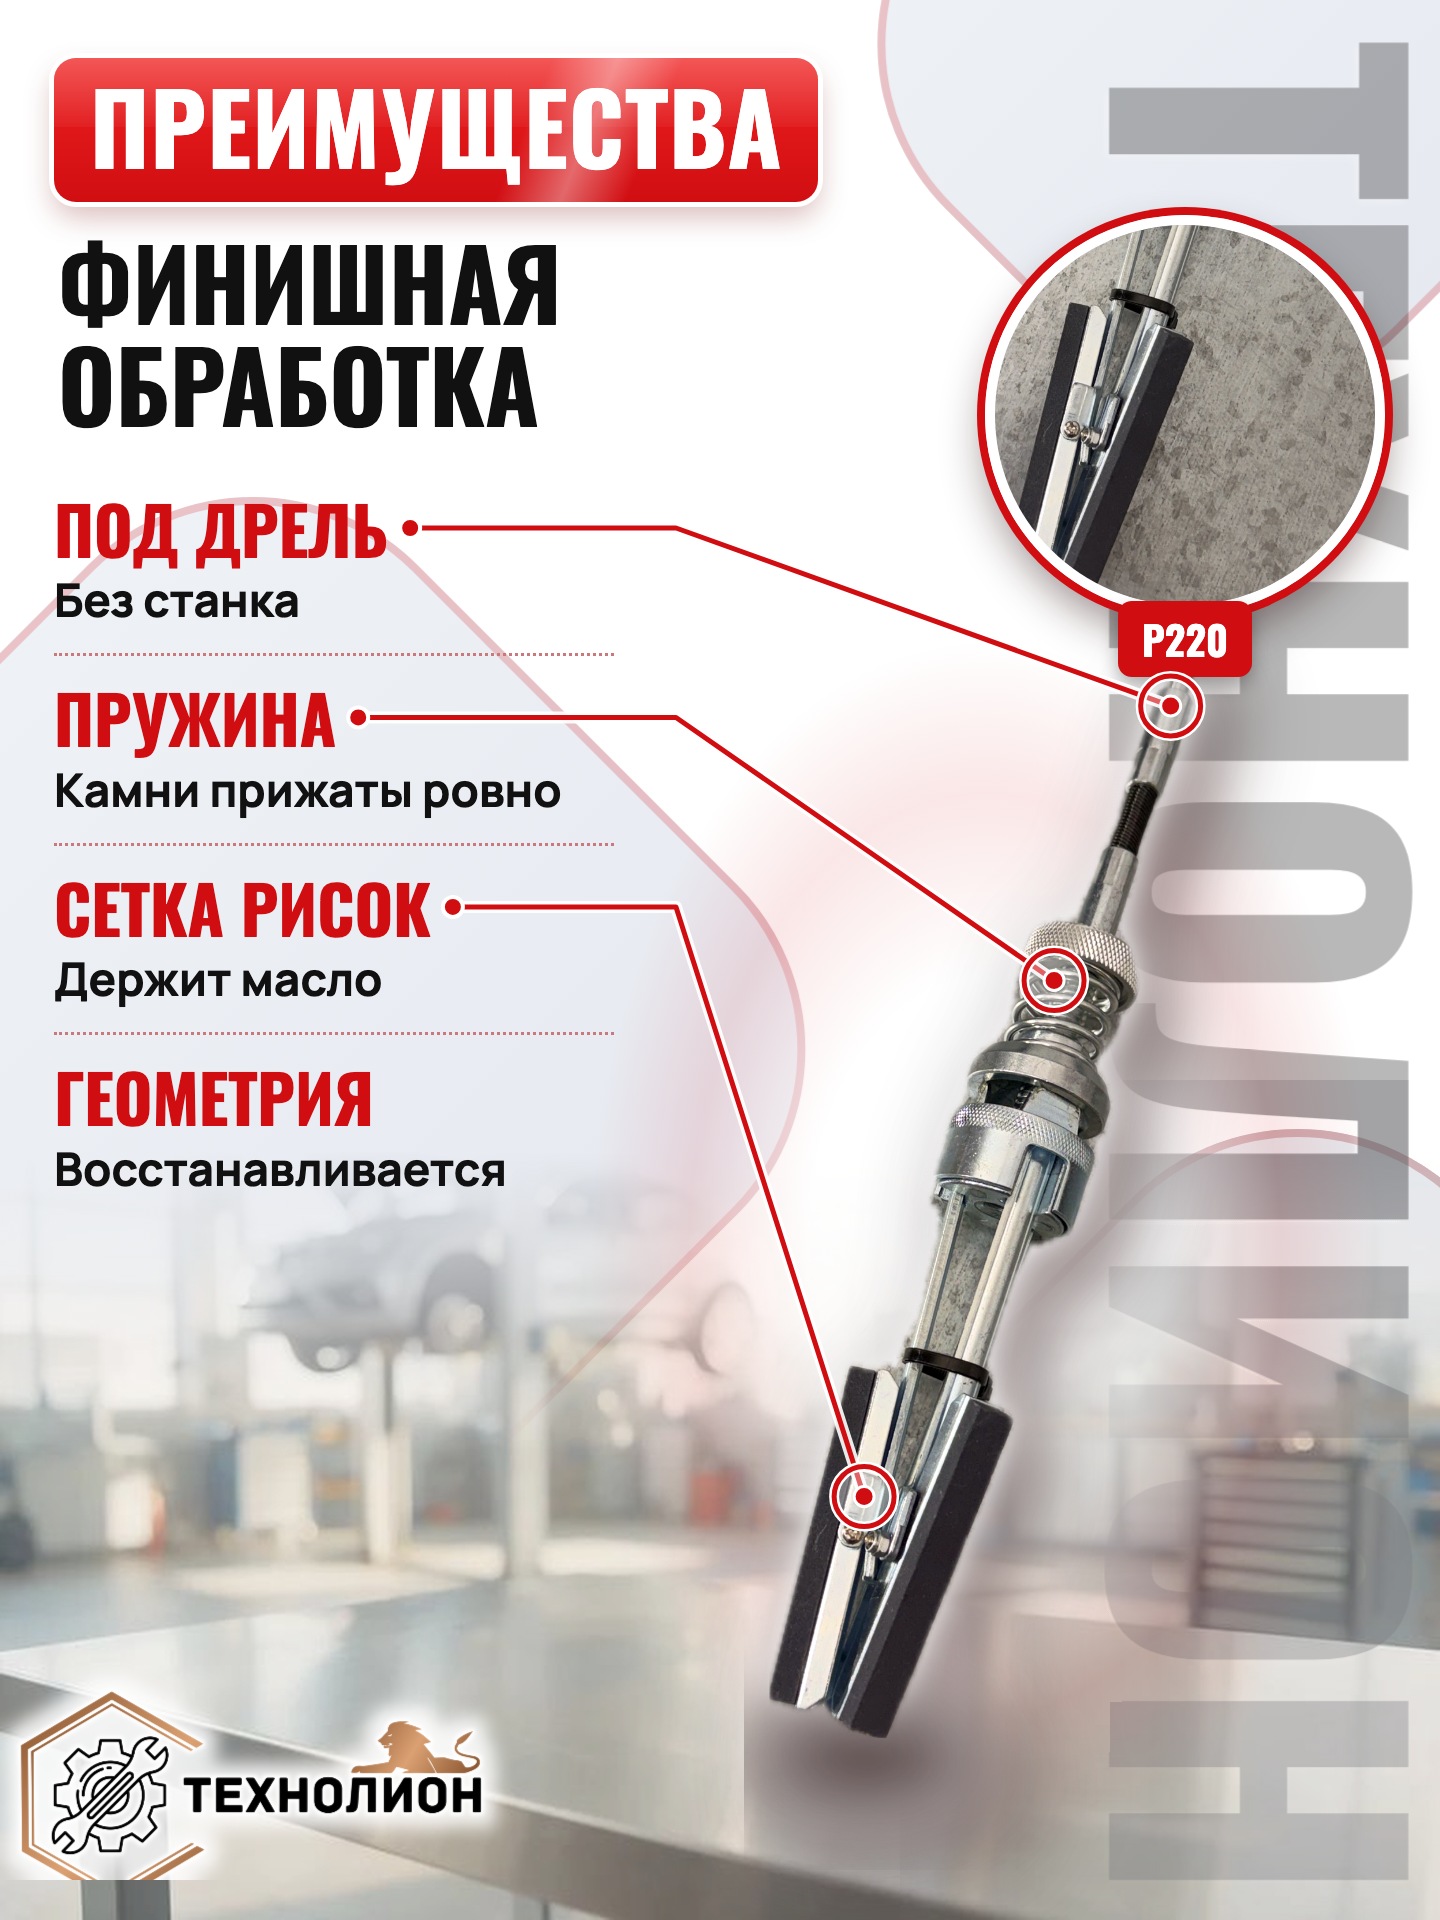 ПРЕИМУЩЕСТВА
ФИНИШНАЯ
ОБРАБОТКА
ПОД ДРЕЛЬ
Без станка
ПРУЖИНА
Камни прижаты ровно
СЕТКА РИСОК
Держит масло
ГЕОМЕТРИЯ
Восстанавливается
P220
ТЕХНОЛИОН